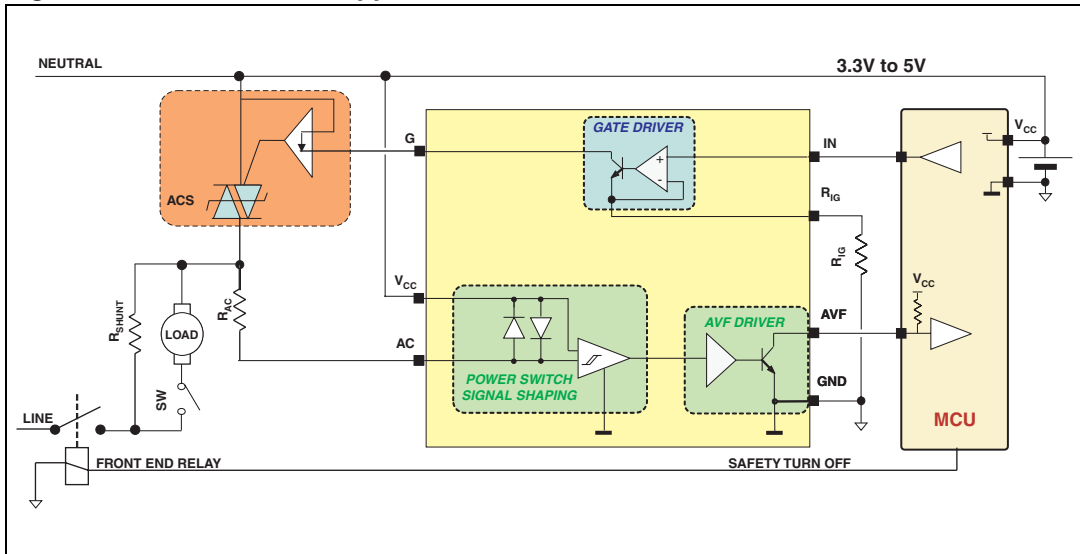 NEUTRAL
3.3V to 5V
GATE DRIVER
G
IN
VCC
+
-
ACS
RIG
RIG
VCC
VCC
RSHUNT
LOAD
RAC
AVF
AVF DRIVER
AC
POWER SWITCH
SIGNAL SHAPING
SW
GND
MCU
LINE
FRONT END RELAY
SAFETY TURN OFF